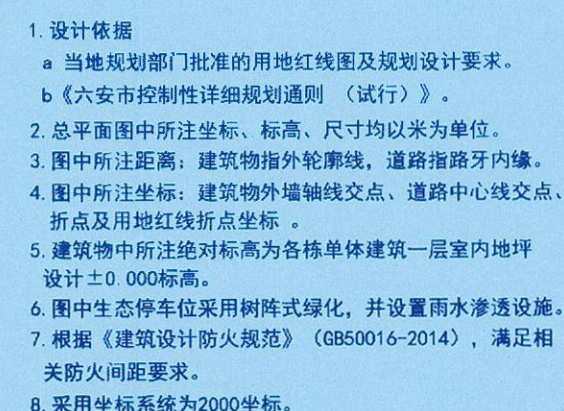 1.设计依据
a 当地规划部门批准的用地红线图及规划设计要求。
b《六安市控制性详细规划通则 （试行）》。
2.总平面图中所注坐标、标高、尺寸均以米为单位。
3.图中所注距离：建筑物指外轮廓线，道路指路牙内缘。
4.图中所注坐标：建筑物外墙轴线交点、道路中心线交点、
折点及用地红线折点坐标 。
5.建筑物中所注绝对标高为各栋单体建筑一层室内地坪
设计±0.000标高。
6.图中生态停车位采用树阵式绿化，并设置雨水渗透设施。
7.根据《建筑设计防火规范》（GB50016-2014），满足相
关防火间距要求。
8.采用坐标系统为2000坐标。